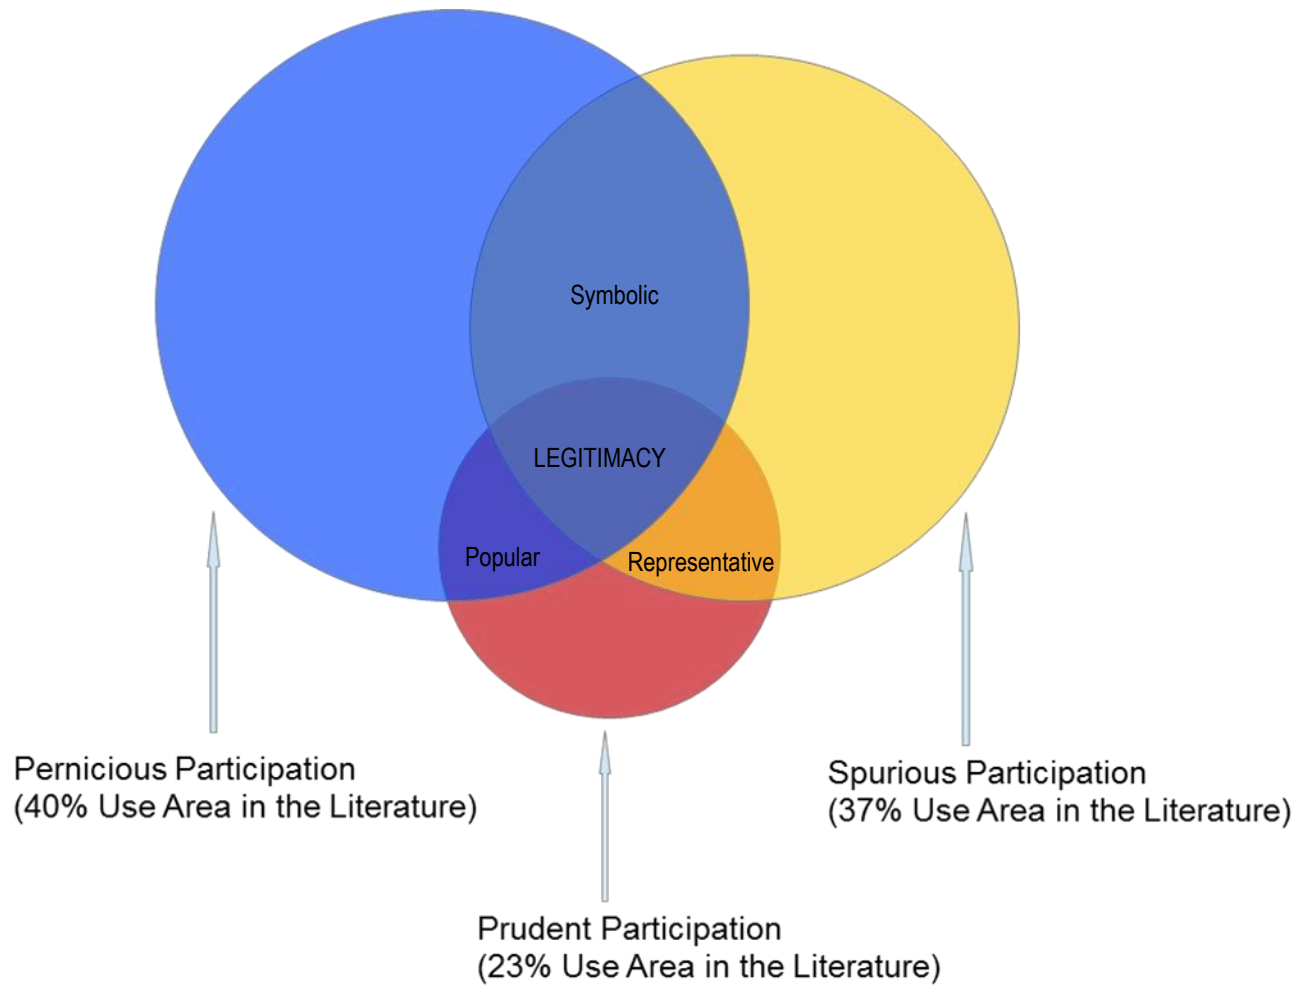 Symbolic
LEGITIMACY
Popular
Representative
Pernicious Participation
(40% Use Area in the Literature)
Spurious Participation
(37% Use Area in the Literature)
Prudent Participation
(23% Use Area in the Literature)